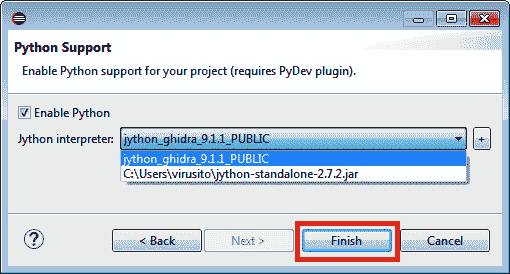 Python Support
Enable Python support for your project (requires PyDev plugin).
Enable Python
Jython interpreter: jython_ghidra_9.1.1_PUBLIC +
jython_ghidra_9.1.1_PUBLIC
C:\Users\virusito\jython-standalone-2.7.2.jar
? < Back Next > Finish Cancel